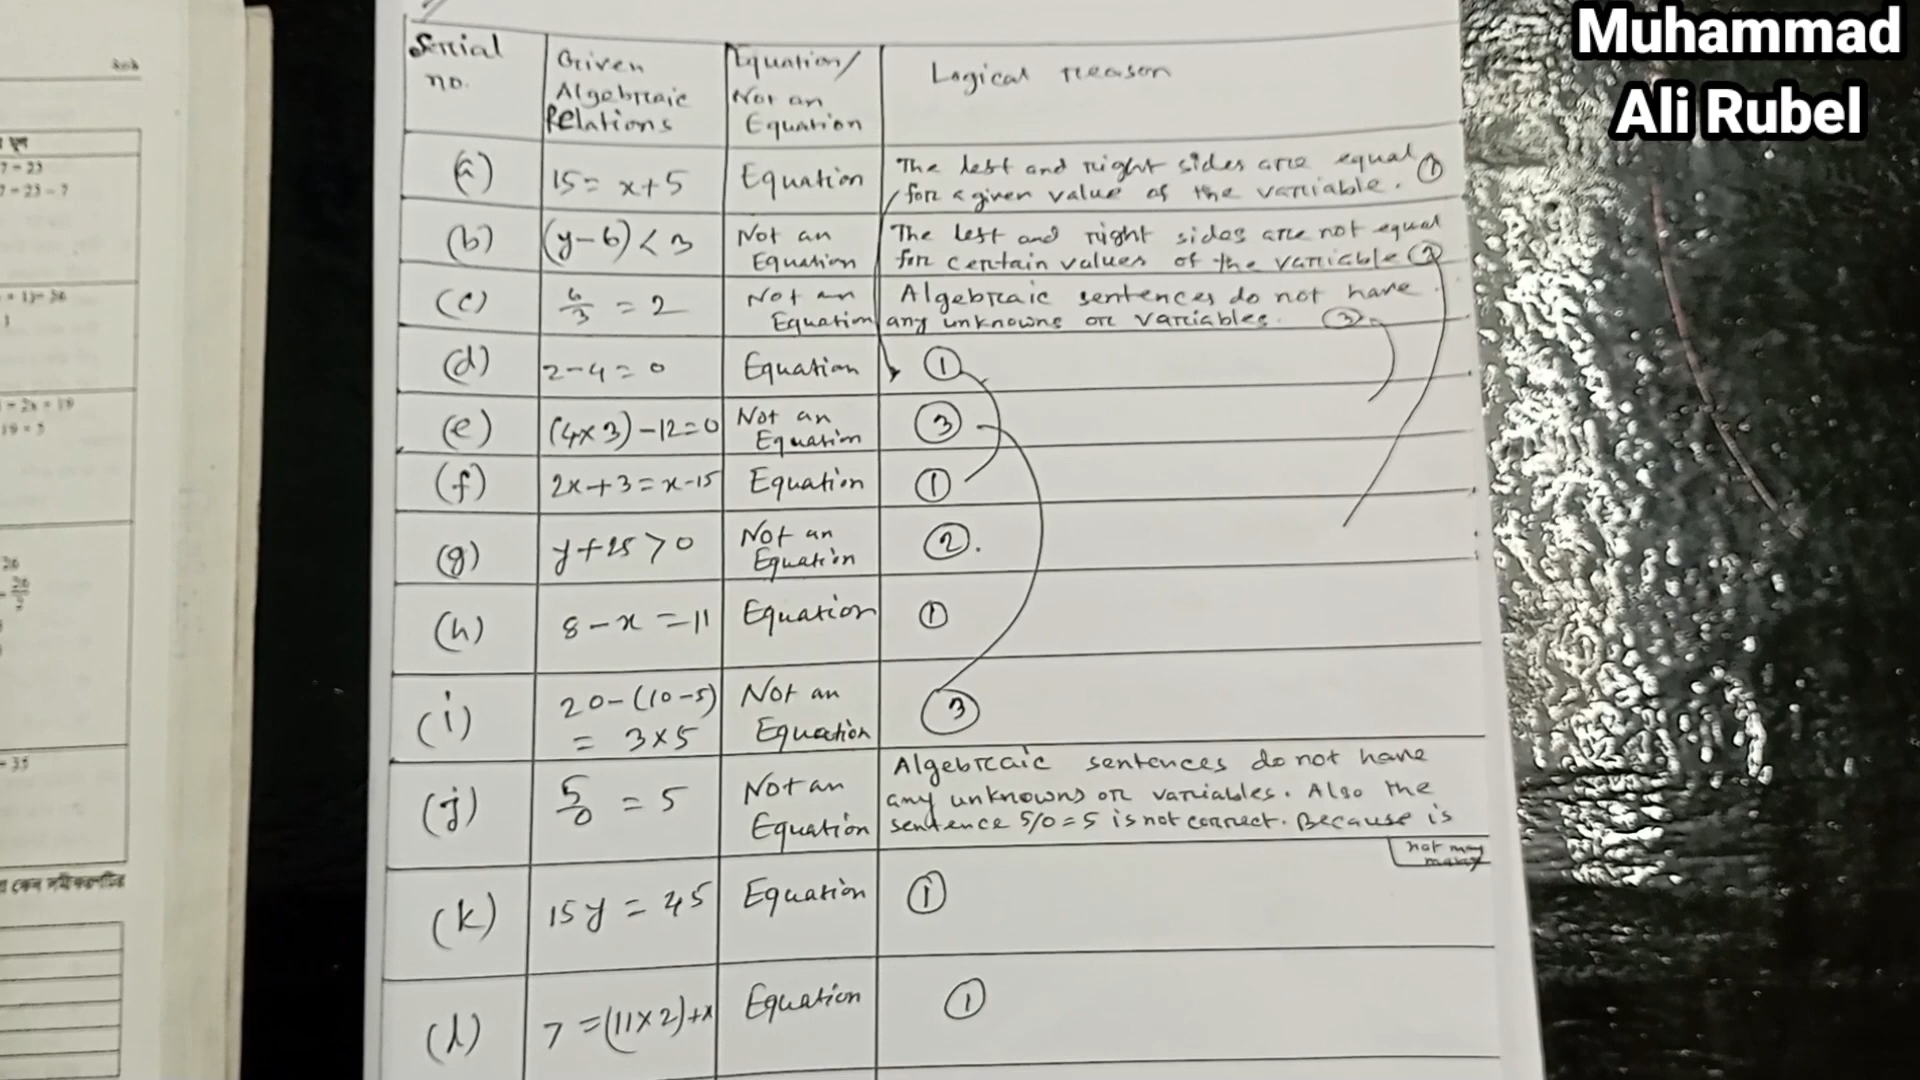 Muhammad
Ali Rubel
Serial no.
Given Algebraic Relations
Equation/ Not an Equation
Logical reason
(a) 15 = x+5 Equation The left and right sides are equal for a given value of the variable. ①
(b) (y-6) < 3 Not an Equation The left and right sides are not equal for certain values of the variable ②
(c) 6/3 = 2 Not an Equation Algebraic sentences do not have any unknowns or variables. ③
(d) 2-4=0 Equation ①
(e) (4×3)-12=0 Not an Equation ③
(f) 2x+3=x-15 Equation ①
(g) y+25>0 Not an Equation ②.
(h) 8-x=11 Equation ①
(i) 20-(10-5) = 3×5 Not an Equation ③
(j) 5/0 = 5 Not an Equation Algebraic sentences do not have any unknowns or variables. Also the sentence 5/0=5 is not correct. Because is not
(k) 15y = 45 Equation ①
(l) 7 =(11×2)+x Equation ①